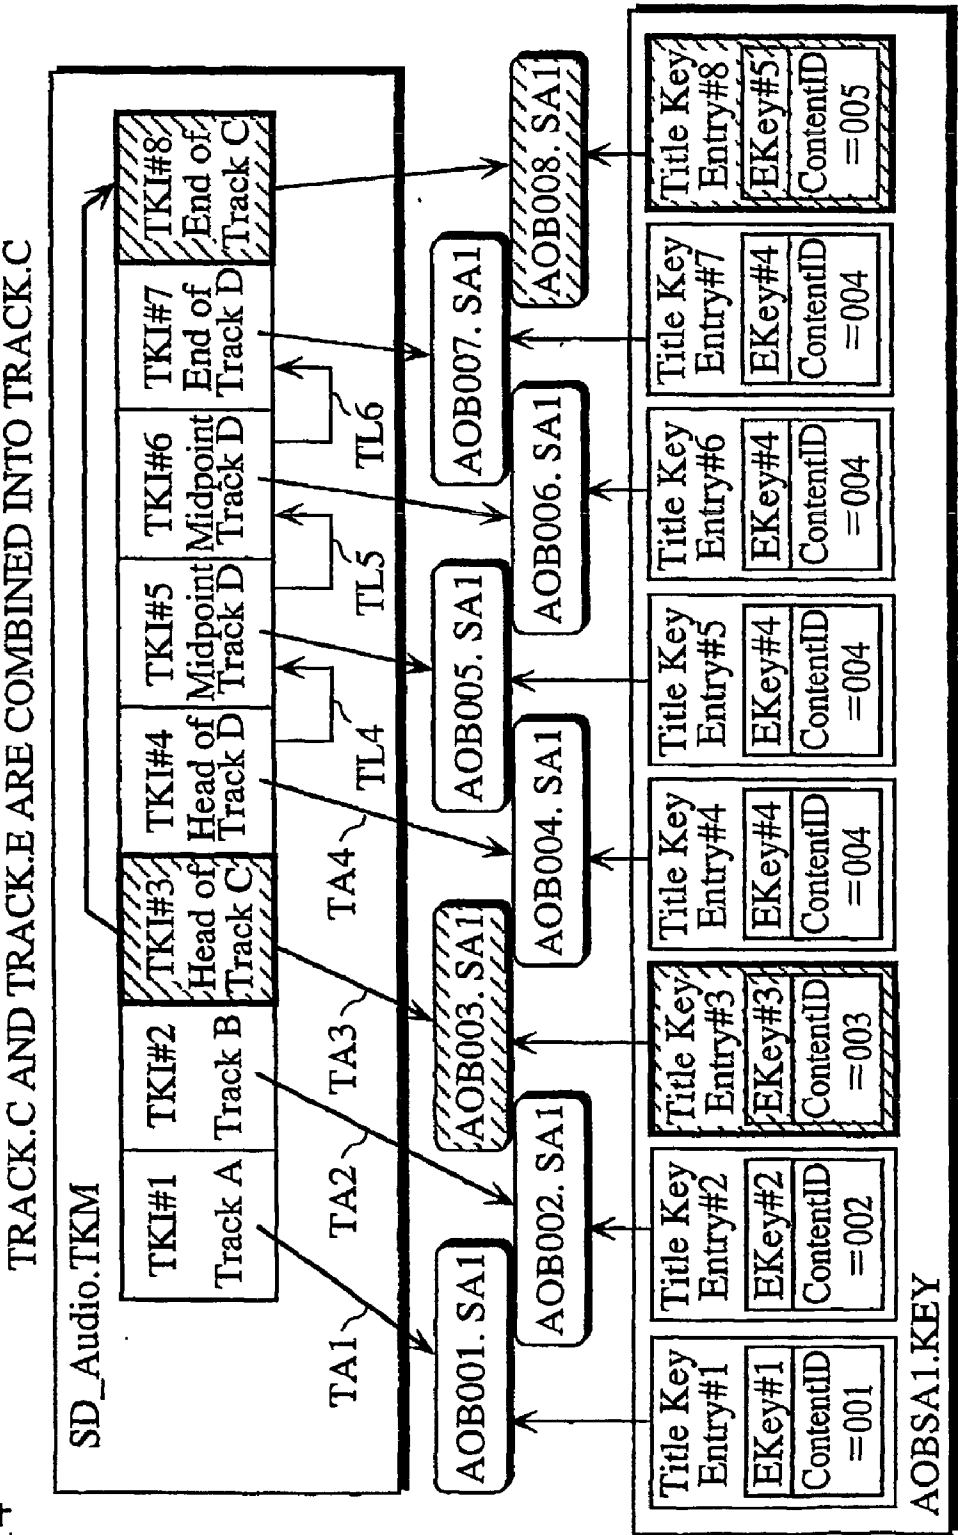 TRACK.C AND TRACK.E ARE COMBINED INTO TRACK.C
SD_Audio.TKM
TKI#1
Track A
TKI#2
Track B
TKI#3
Head of
Track C
TKI#4
Head of
Track D
TKI#5
Midpoint
Track D
TKI#6
Midpoint
Track D
TKI#7
End of
Track D
TKI#8
End of
Track C
TA1
TA2
TA3
TA4
TL4
TL5
TL6
AOB001. SA1
AOB002. SA1
AOB003. SA1
AOB004. SA1
AOB005. SA1
AOB006. SA1
AOB007. SA1
AOB008. SA1
Title Key
Entry#1
EKey#1
ContentID
=001
Title Key
Entry#2
EKey#2
ContentID
=002
Title Key
Entry#3
EKey#3
ContentID
=003
Title Key
Entry#4
EKey#4
ContentID
=004
Title Key
Entry#5
EKey#4
ContentID
=004
Title Key
Entry#6
EKey#4
ContentID
=004
Title Key
Entry#7
EKey#4
ContentID
=004
Title Key
Entry#8
EKey#5
ContentID
=005
AOBSA1.KEY